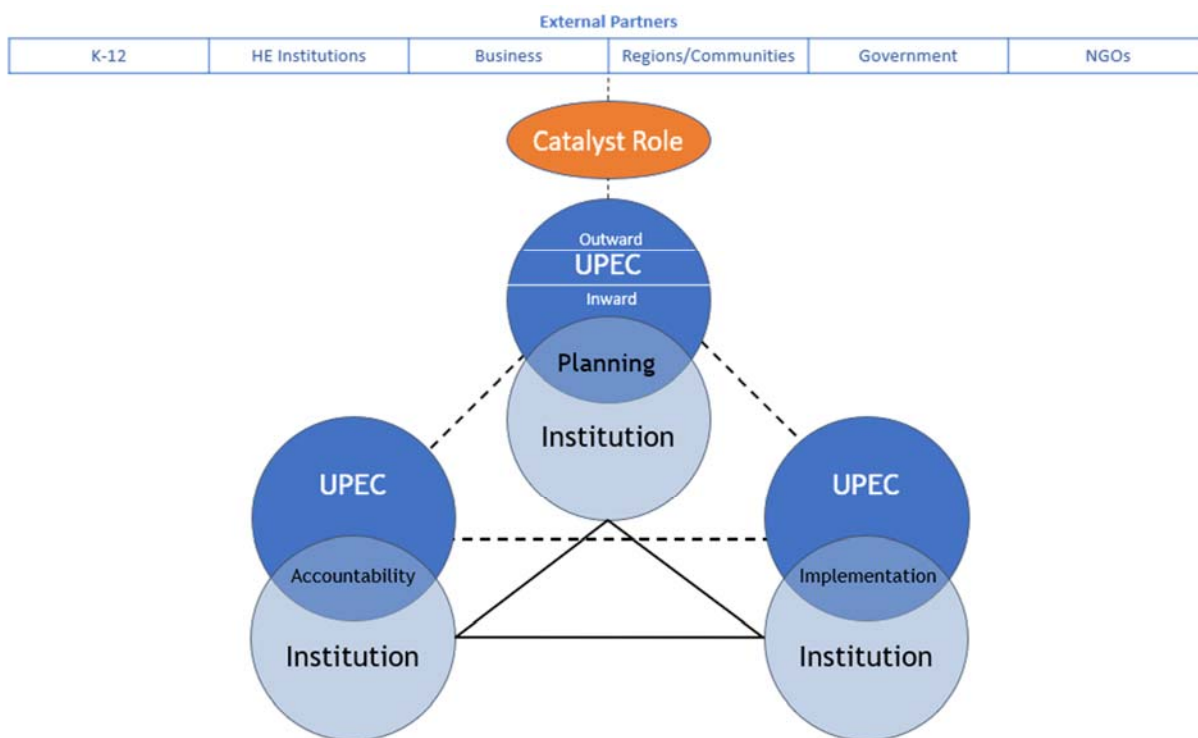 External Partners
K-12 HE Institutions Business Regions/Communities Government NGOs
Catalyst Role
Outward
UPEC
Inward
Planning
Institution
UPEC
Accountability
Institution
UPEC
Implementation
Institution